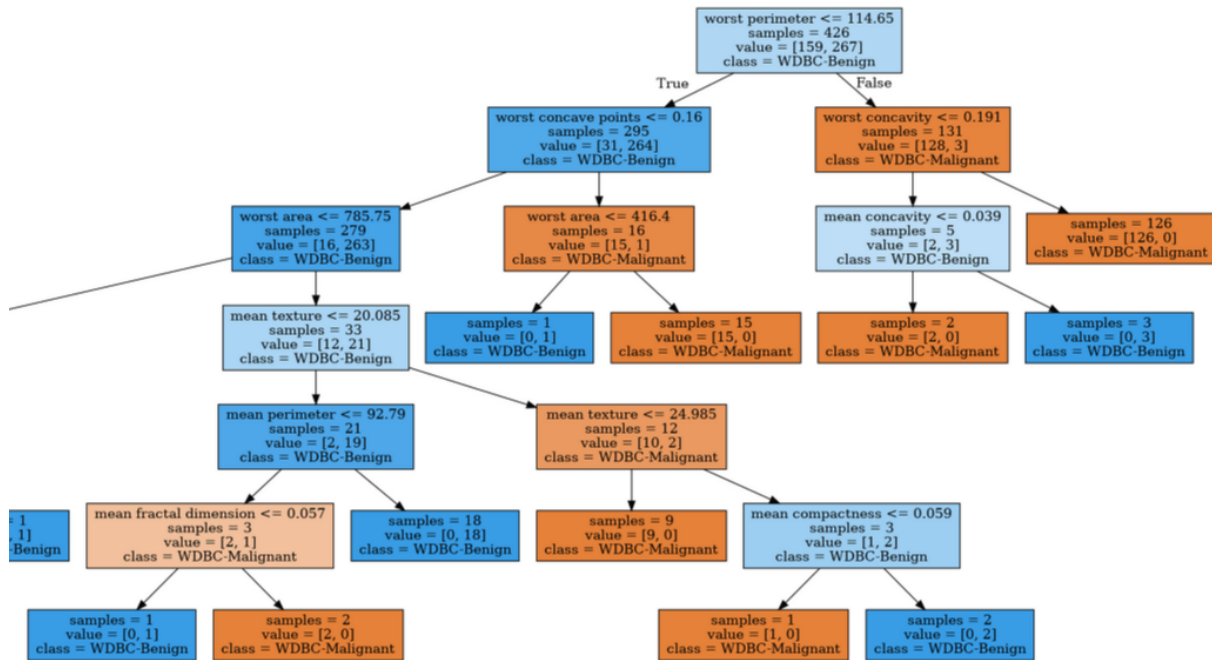 worst perimeter <= 114.65
samples = 426
value = [159, 267]
class = WDBC-Benign
True
False
worst concave points <= 0.16
samples = 295
value = [31, 264]
class = WDBC-Benign
worst concavity <= 0.191
samples = 131
value = [128, 3]
class = WDBC-Malignant
worst area <= 785.75
samples = 279
value = [16, 263]
class = WDBC-Benign
worst area <= 416.4
samples = 16
value = [15, 1]
class = WDBC-Malignant
mean concavity <= 0.039
samples = 5
value = [2, 3]
class = WDBC-Benign
samples = 126
value = [126, 0]
class = WDBC-Malignant
mean texture <= 20.085
samples = 33
value = [12, 21]
class = WDBC-Benign
samples = 1
value = [0, 1]
class = WDBC-Benign
samples = 15
value = [15, 0]
class = WDBC-Malignant
samples = 2
value = [2, 0]
class = WDBC-Malignant
samples = 3
value = [0, 3]
class = WDBC-Benign
mean perimeter <= 92.79
samples = 21
value = [2, 19]
class = WDBC-Benign
mean texture <= 24.985
samples = 12
value = [10, 2]
class = WDBC-Malignant
= 1
, 1]
-Benign
mean fractal dimension <= 0.057
samples = 3
value = [2, 1]
class = WDBC-Malignant
samples = 18
value = [0, 18]
class = WDBC-Benign
samples = 9
value = [9, 0]
class = WDBC-Malignant
mean compactness <= 0.059
samples = 3
value = [1, 2]
class = WDBC-Benign
samples = 1
value = [0, 1]
class = WDBC-Benign
samples = 2
value = [2, 0]
class = WDBC-Malignant
samples = 1
value = [1, 0]
class = WDBC-Malignant
samples = 2
value = [0, 2]
class = WDBC-Benign